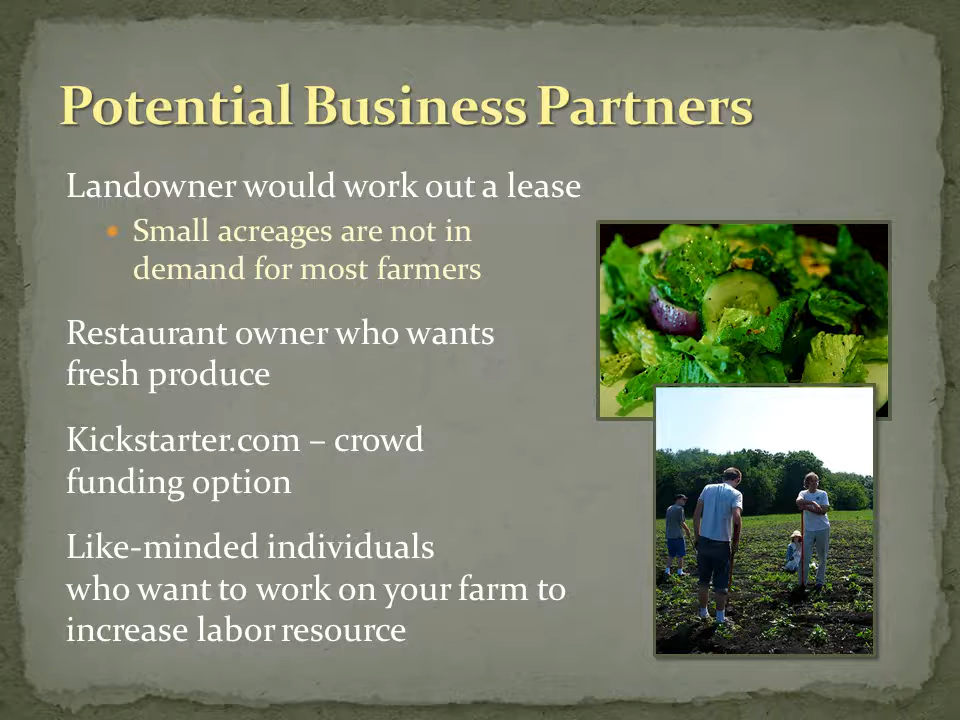 Potential Business Partners
Landowner would work out a lease
• Small acreages are not in
demand for most farmers
Restaurant owner who wants
fresh produce
Kickstarter.com – crowd
funding option
Like-minded individuals
who want to work on your farm to
increase labor resource